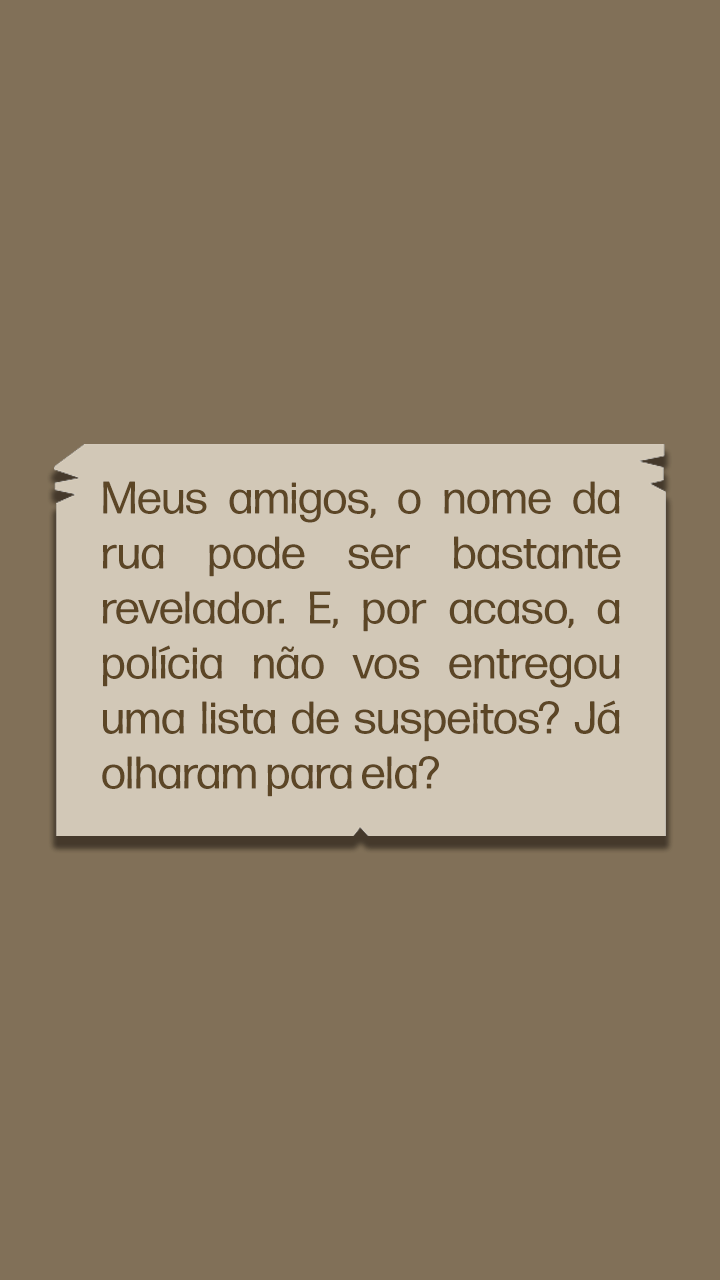 Meus amigos, o nome da
rua pode ser bastante
revelador. E, por acaso, a
polícia não vos entregou
uma lista de suspeitos? Já
olharam para ela?